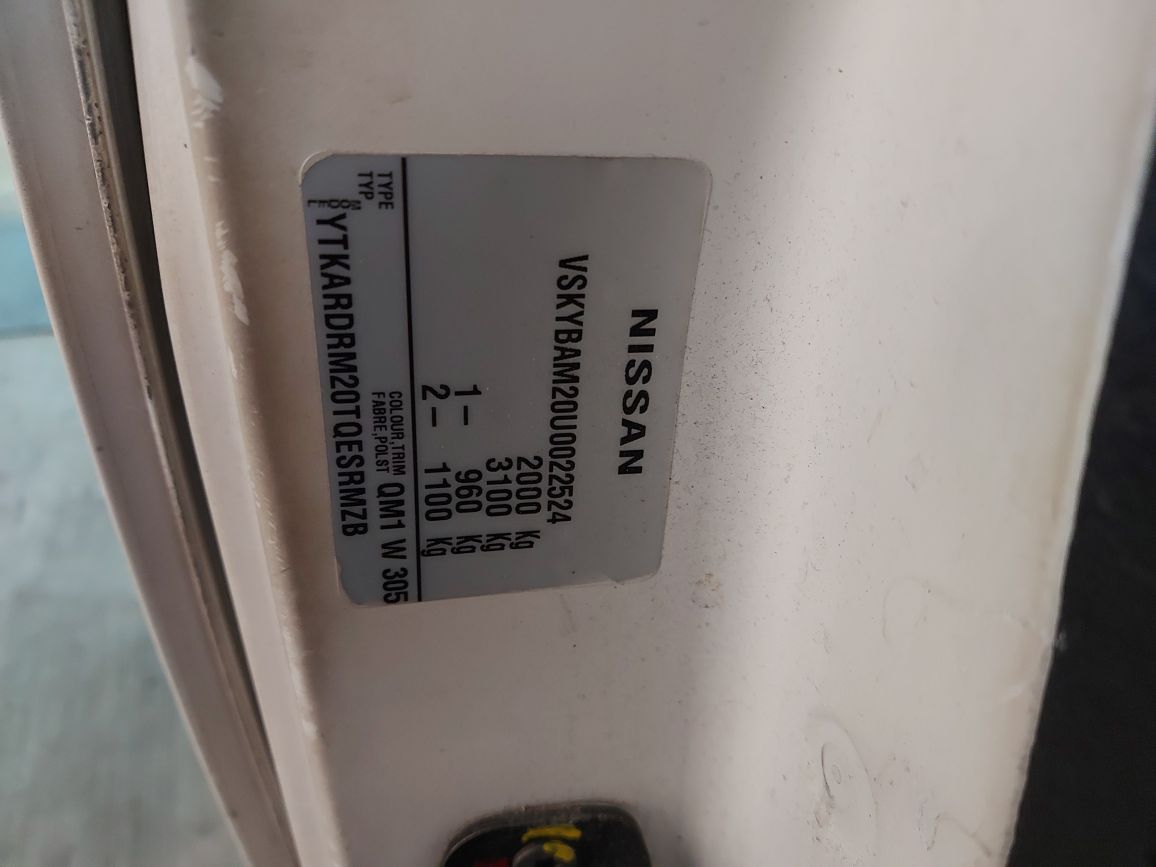 NISSAN
VSKYBAM20U0022524
2000 Kg
3100 Kg
1- 960 Kg
2- 1100 Kg
TYPE
TYP
COLOUR,TRIM
FABRE,POLST
QM1 W 305
MODEL
YTKARDRM20TQESRMZB